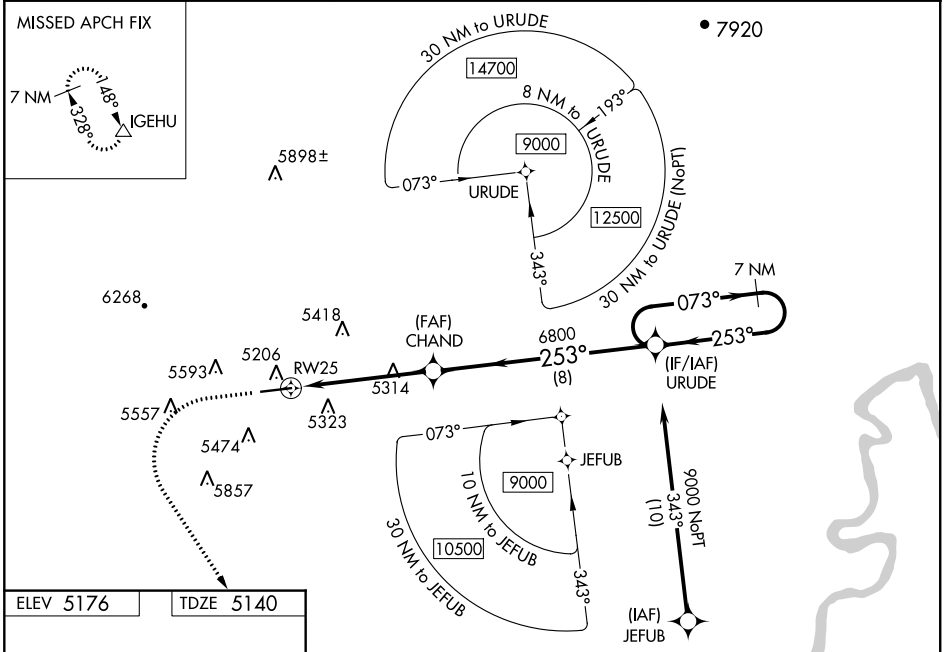 MISSED APCH FIX
7 NM
148°
328°
IGEHU
7920
30 NM to URUDE
14700
8 NM to URUDE
193°
9000
073°
URUDE
12500
30 NM to URUDE (NoPT)
343°
5898±
6268
5418
5593
5206
RW25
5314
5557
5323
5474
5857
(FAF)
CHAND
6800
253°
(8)
7 NM
073°
253°
(IF/IAF)
URUDE
073°
JEFUB
9000
10 NM to JEFUB
10500
30 NM to JEFUB
343°
9000 NoPT
343°
(10)
(IAF)
JEFUB
ELEV 5176
TDZE 5140